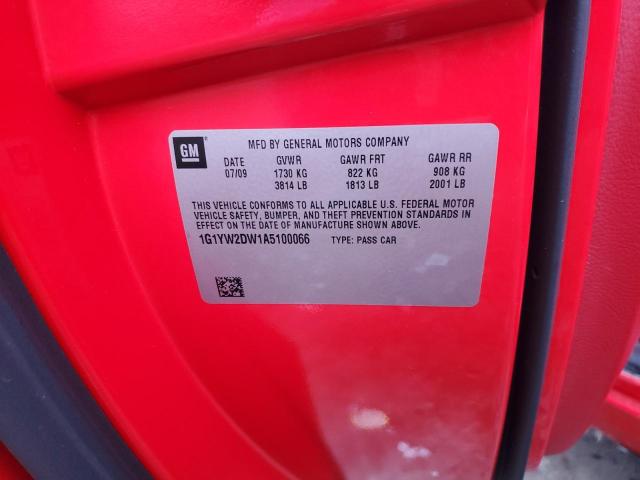 GM
MFD BY GENERAL MOTORS COMPANY
DATE GVWR GAWR FRT GAWR RR
07/09 1730 KG 822 KG 908 KG
3814 LB 1813 LB 2001 LB
THIS VEHICLE CONFORMS TO ALL APPLICABLE U.S. FEDERAL MOTOR
VEHICLE SAFETY, BUMPER, AND THEFT PREVENTION STANDARDS IN
EFFECT ON THE DATE OF MANUFACTURE SHOWN ABOVE.
1G1YW2DW1A5100066 TYPE: PASS CAR